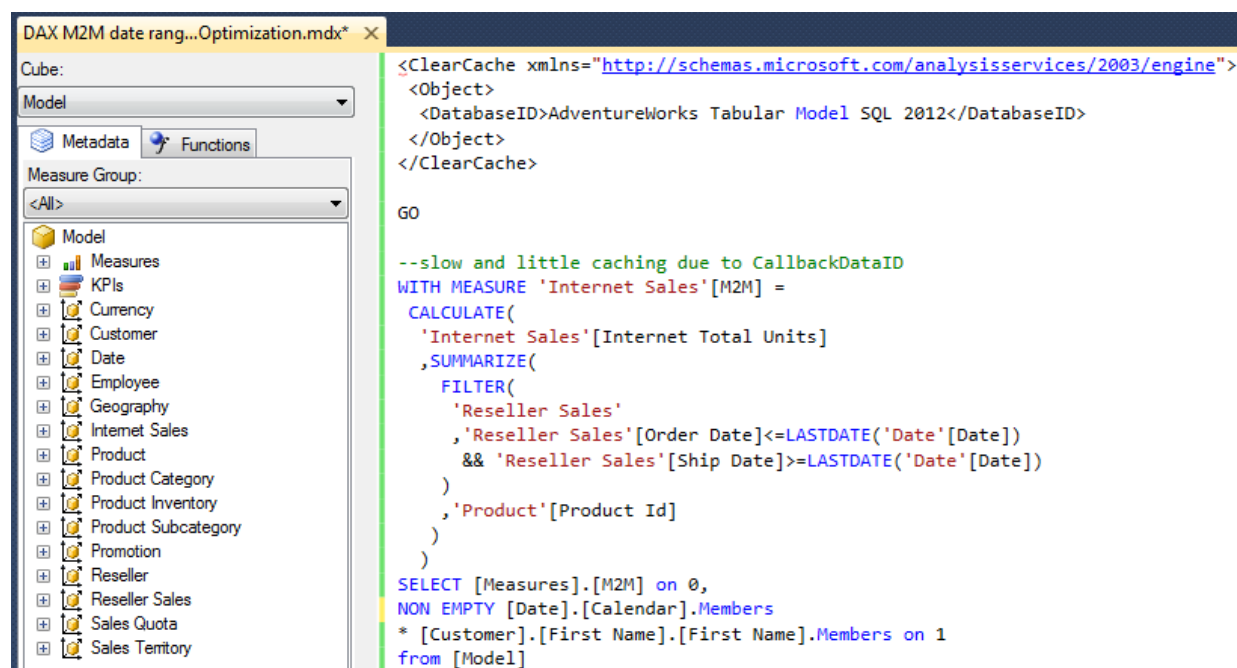 DAX M2M date rang...Optimization.mdx*
Cube:
Model
Metadata
Functions
Measure Group:
<All>
Model
Measures
KPIs
Currency
Customer
Date
Employee
Geography
Internet Sales
Product
Product Category
Product Inventory
Product Subcategory
Promotion
Reseller
Reseller Sales
Sales Quota
Sales Territory
<ClearCache xmlns="http://schemas.microsoft.com/analysisservices/2003/engine">
<Object>
<DatabaseID>AdventureWorks Tabular Model SQL 2012</DatabaseID>
</Object>
</ClearCache>
GO
--slow and little caching due to CallbackDataID
WITH MEASURE 'Internet Sales'[M2M] =
CALCULATE(
'Internet Sales'[Internet Total Units]
,SUMMARIZE(
FILTER(
'Reseller Sales'
,'Reseller Sales'[Order Date]<=LASTDATE('Date'[Date])
&& 'Reseller Sales'[Ship Date]>=LASTDATE('Date'[Date])
)
,'Product'[Product Id]
)
)
SELECT [Measures].[M2M] on 0,
NON EMPTY [Date].[Calendar].Members
* [Customer].[First Name].[First Name].Members on 1
from [Model]